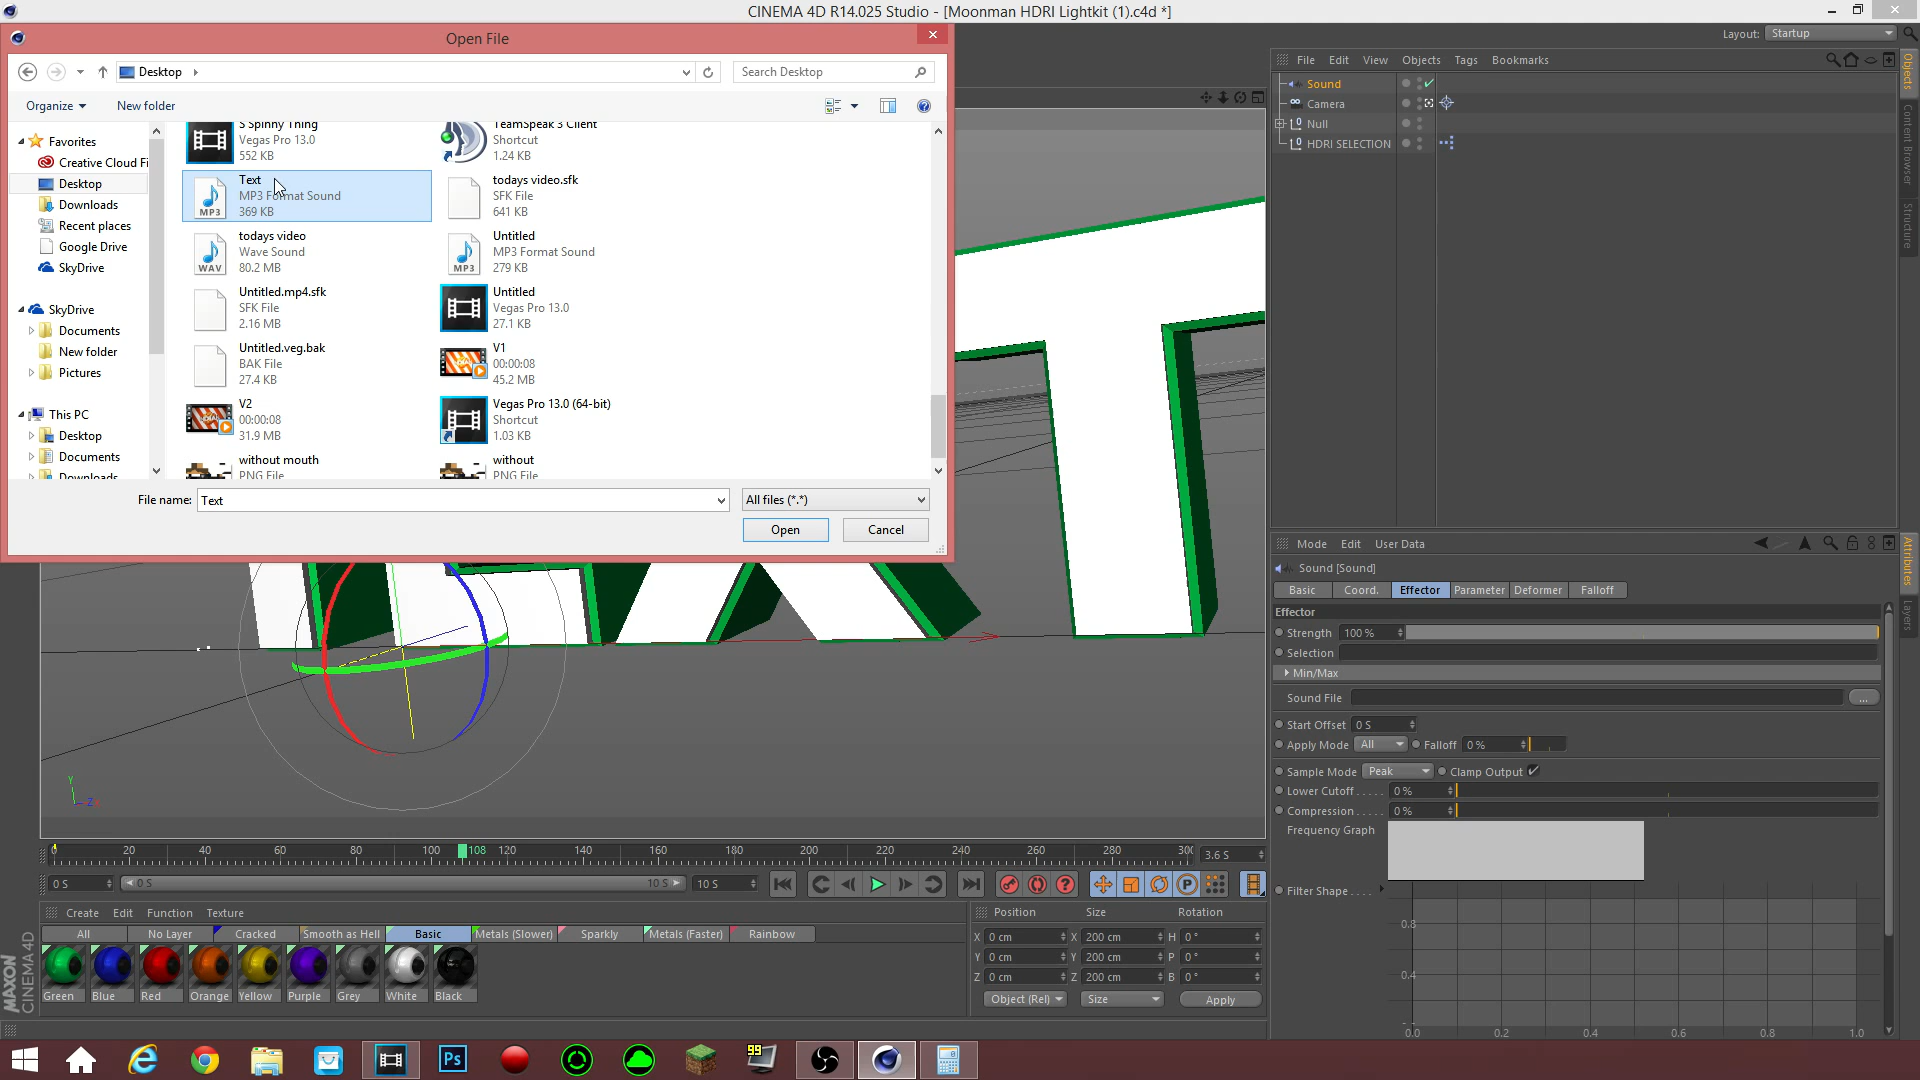 CINEMA 4D R14.025 Studio - [Moonman HDRI Lightkit (1).c4d *]
Open File
Layout: Startup
Desktop
Search Desktop
File Edit View Objects Tags Bookmarks
Organize New folder
Sound
Camera
Null
HDRI SELECTION
Objects
Content Browser
Structure
Favorites
Creative Cloud Fi
Desktop
Downloads
Recent places
Google Drive
SkyDrive
SkyDrive
Documents
New folder
Pictures
This PC
Desktop
Documents
Downloads
S Spinny Thing
Vegas Pro 13.0
552 KB
TeamSpeak 3 Client
Shortcut
1.24 KB
Text
MP3 Format Sound
369 KB
MP3
todays video.sfk
SFK File
641 KB
todays video
Wave Sound
80.2 MB
WAV
Untitled
MP3 Format Sound
279 KB
MP3
Untitled.mp4.sfk
SFK File
2.16 MB
Untitled
Vegas Pro 13.0
27.1 KB
Untitled.veg.bak
BAK File
27.4 KB
V1
00:00:08
45.2 MB
V2
00:00:08
31.9 MB
Vegas Pro 13.0 (64-bit)
Shortcut
1.03 KB
without mouth
PNG File
without
PNG File
File name: Text
All files (*.*)
Open Cancel
Mode Edit User Data
Sound [Sound]
Basic Coord. Effector Parameter Deformer Falloff
Attributes
Layers
Effector
Strength 100 %
Selection
Min/Max
Sound File ...
Start Offset 0 S
Apply Mode All Falloff 0 %
Sample Mode Peak Clamp Output
Lower Cutoff 0 %
Compression 0 %
Frequency Graph
Filter Shape
0.8
0.4
0.0 0.2 0.4 0.6 0.8 1.0
Y
Z
0 20 40 60 80 100 108 120 140 160 180 200 220 240 260 280 300 3.6 S
0 S 0 S 10 S 10 S
Create Edit Function Texture
All No Layer Cracked Smooth as Hell Basic Metals (Slower) Sparkly Metals (Faster) Rainbow
Green Blue Red Orange Yellow Purple Grey White Black
MAXON
CINEMA 4D
Position Size Rotation
X 0 cm X 200 cm H 0 °
Y 0 cm Y 200 cm P 0 °
Z 0 cm Z 200 cm B 0 °
Object (Rel) Size Apply
Ps
99